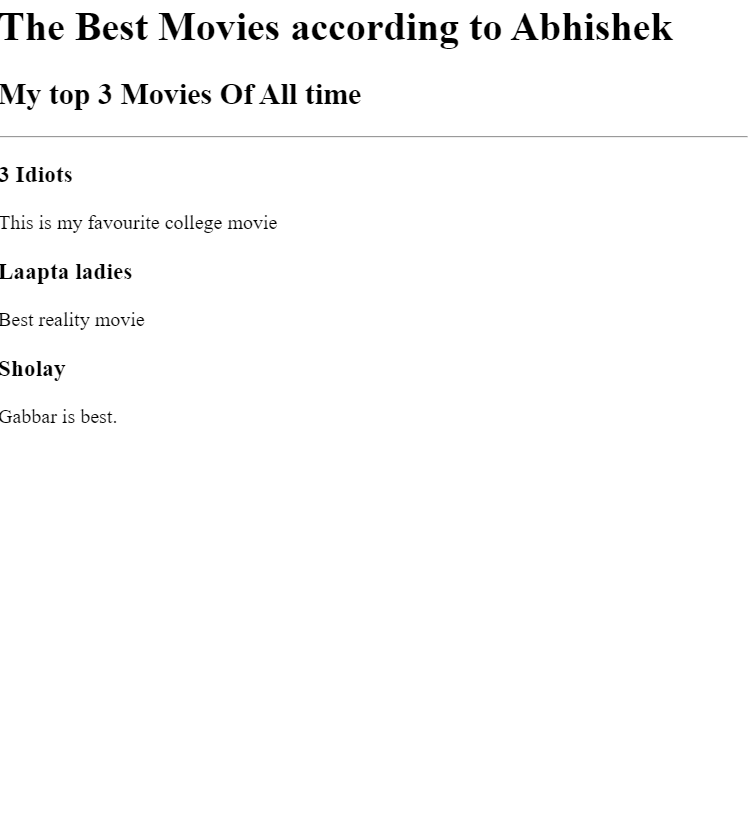 The Best Movies according to Abhishek
My top 3 Movies Of All time
3 Idiots
This is my favourite college movie
Laapta ladies
Best reality movie
Sholay
Gabbar is best.